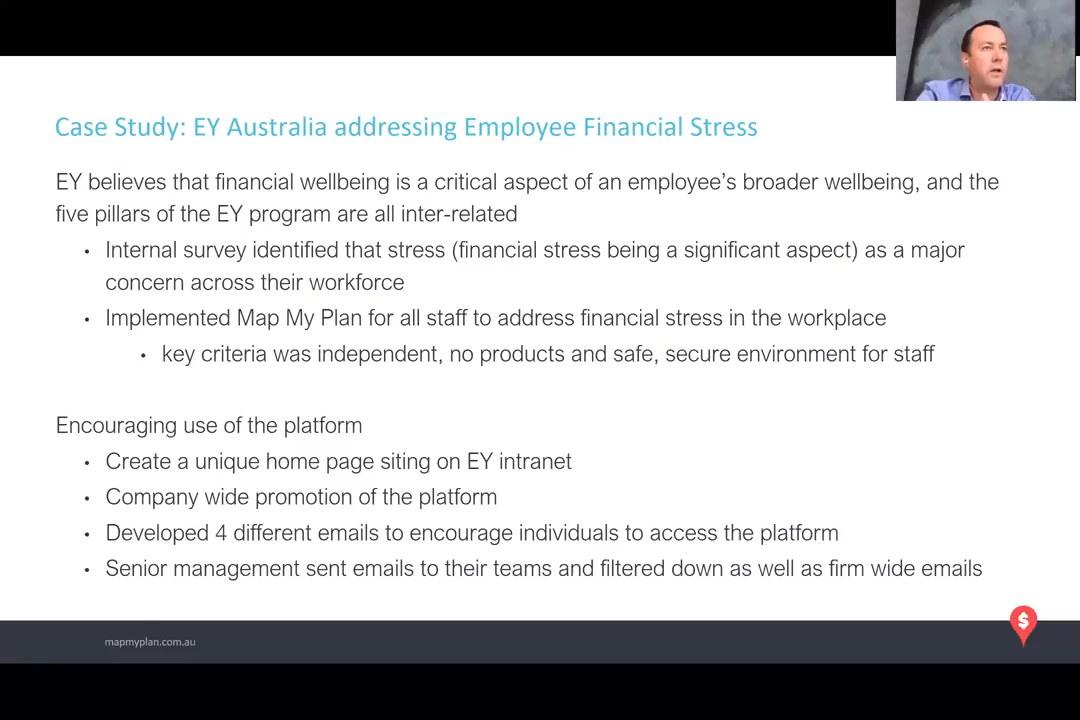 Case Study: EY Australia addressing Employee Financial Stress
EY believes that financial wellbeing is a critical aspect of an employee's broader wellbeing, and the
five pillars of the EY program are all inter-related
• Internal survey identified that stress (financial stress being a significant aspect) as a major
concern across their workforce
• Implemented Map My Plan for all staff to address financial stress in the workplace
• key criteria was independent, no products and safe, secure environment for staff
Encouraging use of the platform
• Create a unique home page siting on EY intranet
• Company wide promotion of the platform
• Developed 4 different emails to encourage individuals to access the platform
• Senior management sent emails to their teams and filtered down as well as firm wide emails
mapmyplan.com.au
$